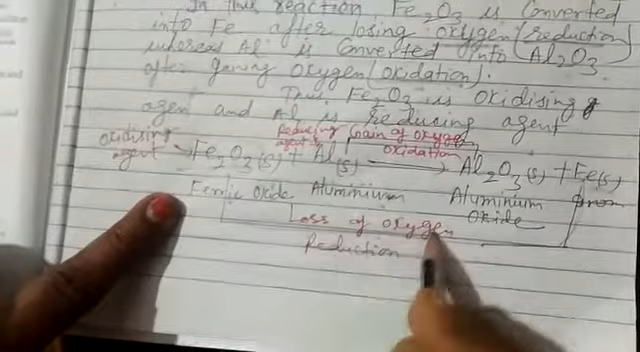 In this reaction Fe2O3 is converted
into Fe after losing oxygen (reduction)
whereas Al is converted into (Al2O3
after gaining oxygen (oxidation).
Thus, Fe2O3 is oxidising
agent and Al is reducing agent
oxidising agent Reducing agent Gain of oxygen
oxidation
Fe2O3(s) + Al(s) → Al2O3(s) + Fe(s)
Ferric oxide Aluminium Aluminium Oxide Iron
Loss of oxygen
Reduction